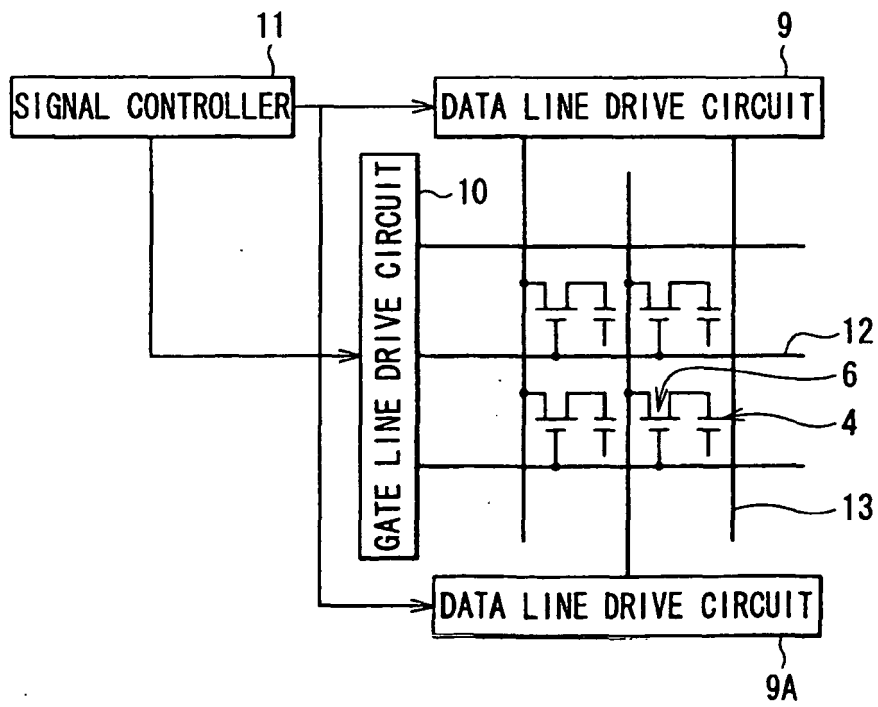 11
9
SIGNAL CONTROLLER
DATA LINE DRIVE CIRCUIT
10
GATE LINE DRIVE CIRCUIT
12
6
4
13
DATA LINE DRIVE CIRCUIT
9A